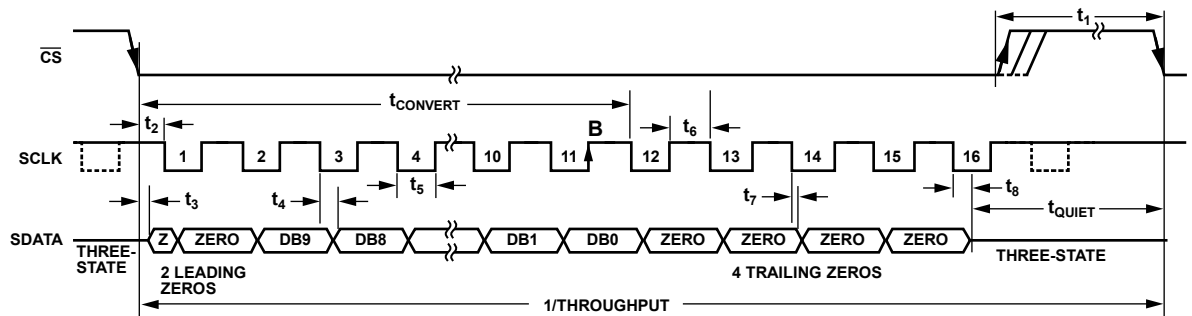 t1
CS
tCONVERT
t2
B
t6
SCLK
1 2 3 4 10 11 12 13 14 15 16
t3 t4 t5 t7 t8
tQUIET
SDATA
Z ZERO DB9 DB8 DB1 DB0 ZERO ZERO ZERO ZERO
THREE-
STATE
THREE-STATE
2 LEADING
ZEROS
4 TRAILING ZEROS
1/THROUGHPUT